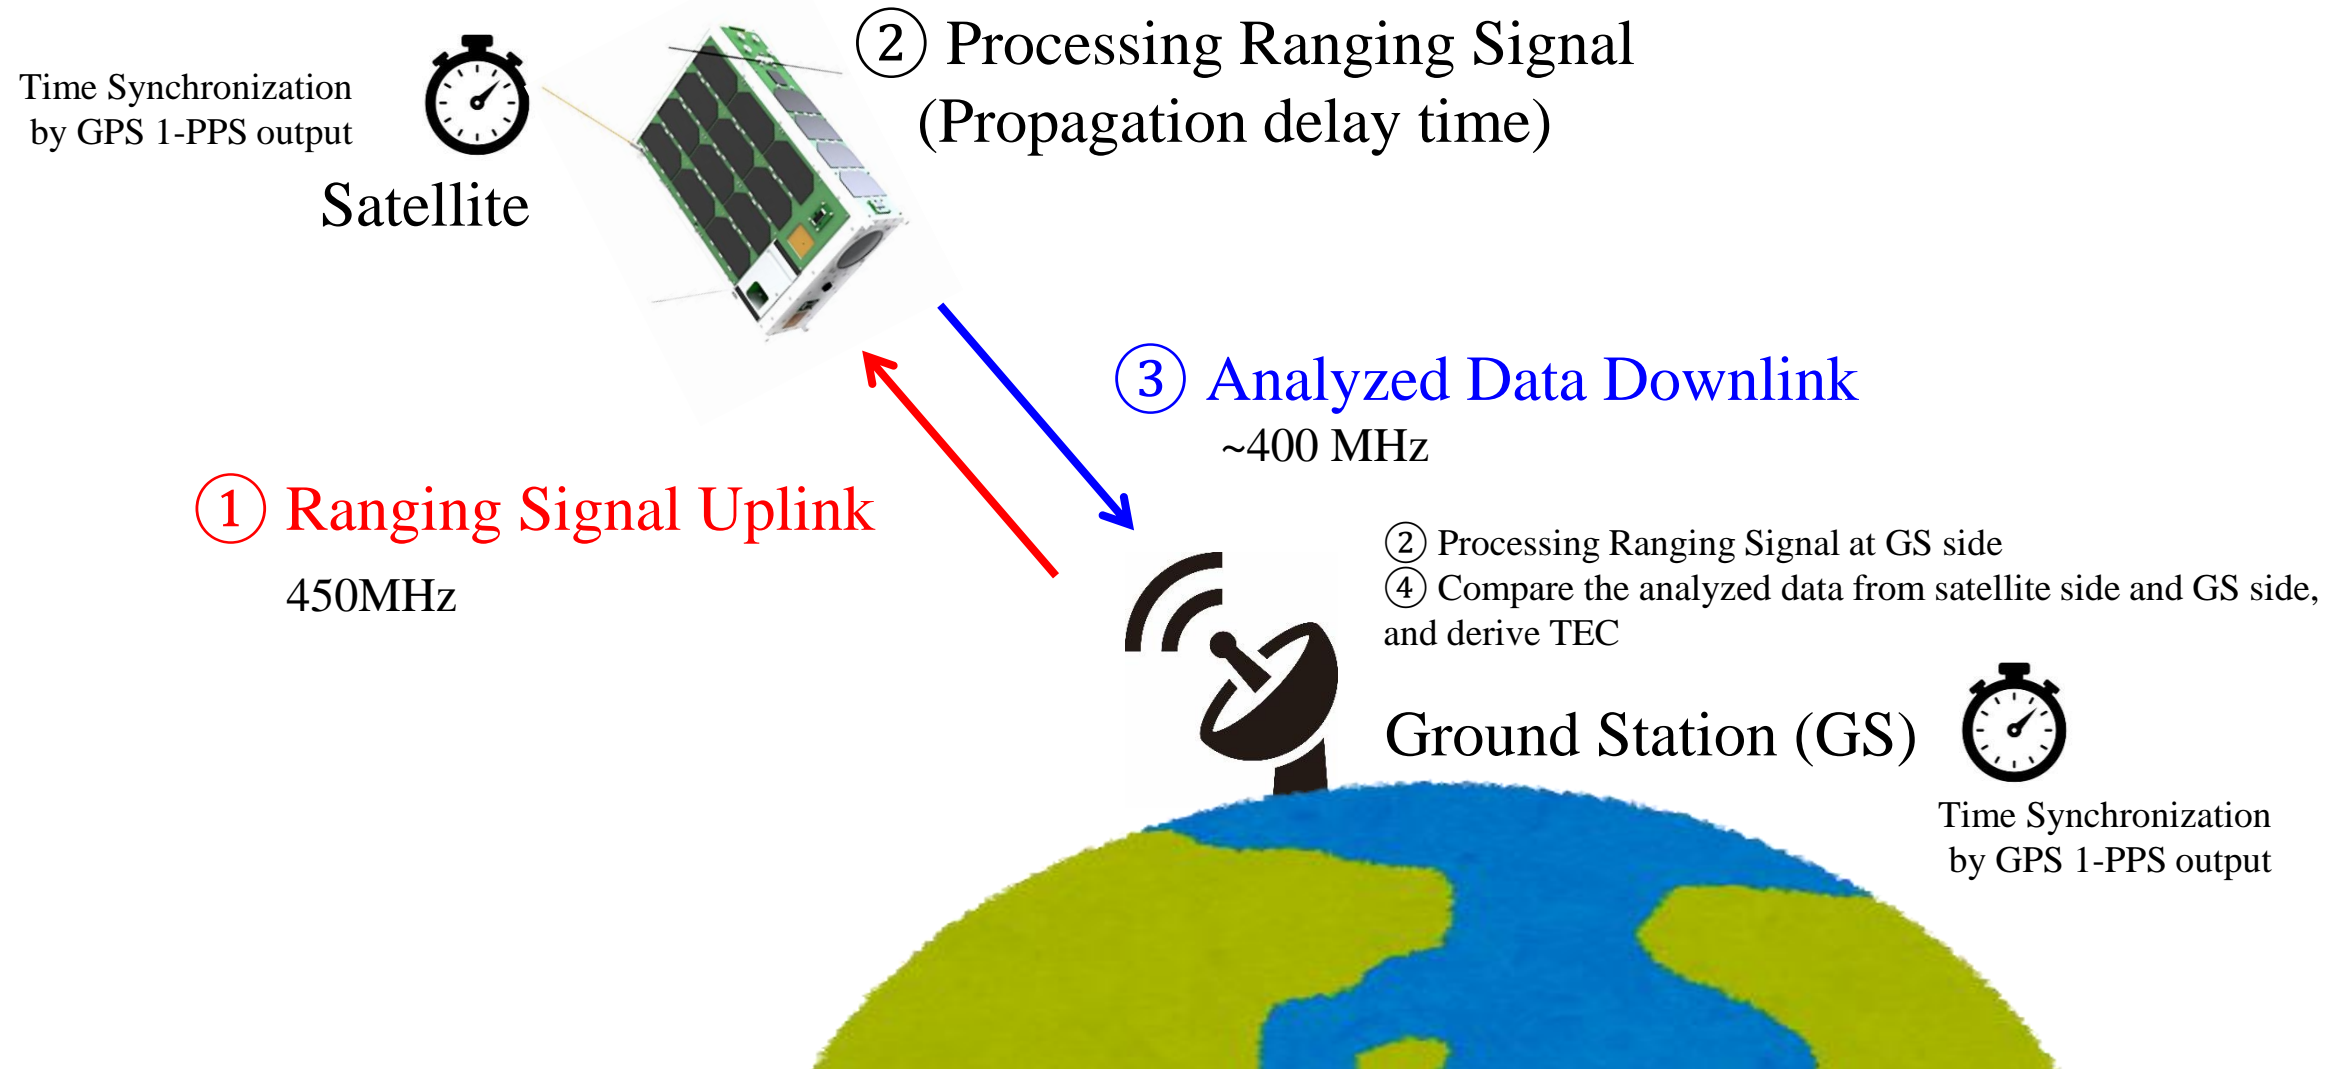 ② Processing Ranging Signal
(Propagation delay time)
Time Synchronization
by GPS 1-PPS output
Satellite
③ Analyzed Data Downlink
~400 MHz
① Ranging Signal Uplink
450MHz
② Processing Ranging Signal at GS side
④ Compare the analyzed data from satellite side and GS side,
and derive TEC
Ground Station (GS)
Time Synchronization
by GPS 1-PPS output